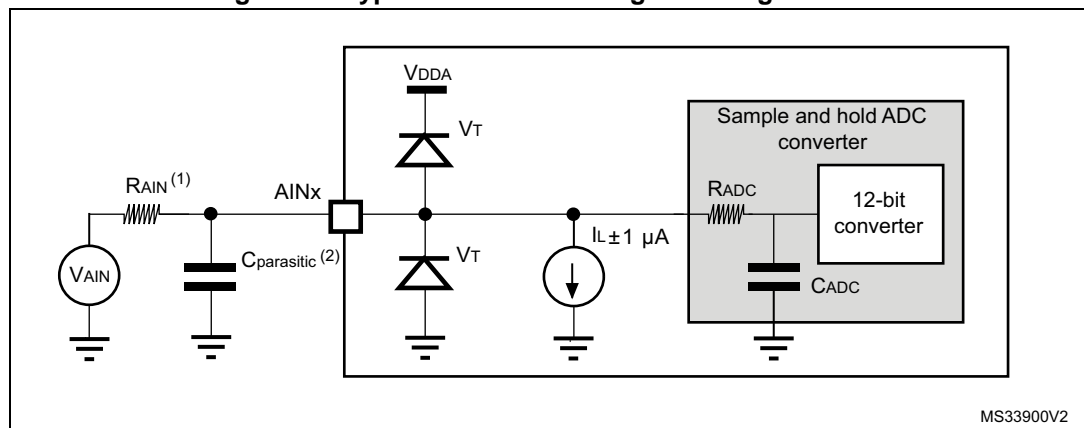 VDDA
Sample and hold ADC
converter
VT
RAIN (1)
AINx
RADC
12-bit
converter
IL±1 µA
VAIN
Cparasitic (2)
VT
CADC
MS33900V2